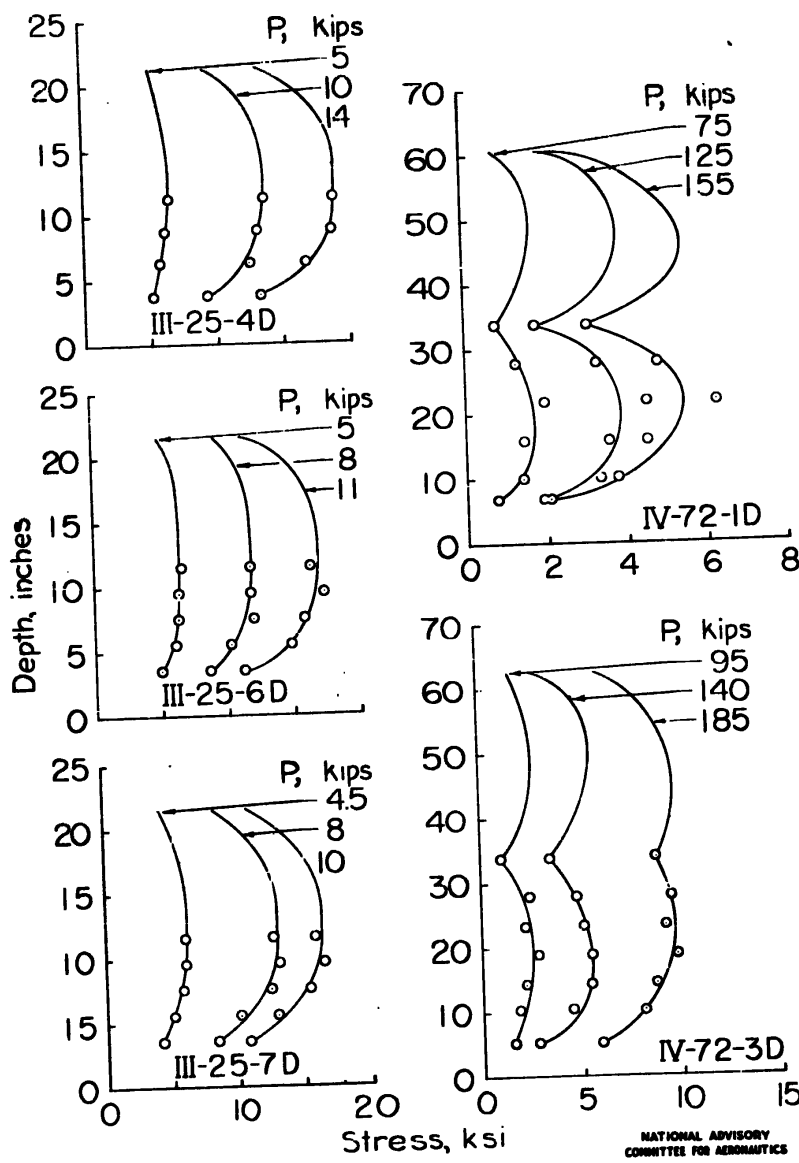 25
20
15
10
5
0
P, kips
5
10
14
III-25-4D
25
20
15
10
5
0
P, kips
5
8
11
III-25-6D
Depth, inches
25
20
15
10
15
0
P, kips
4.5
8
10
III-25-7D
0 10 20
70
60
50
40
30
20
10
0
P, kips
75
125
155
IV-72-1D
0 2 4 6 8
70
60
50
40
30
20
10
0
P, kips
95
140
185
IV-72-3D
0 5 10 15
Stress, ksi
NATIONAL ADVISORY
COMMITTEE FOR AERONAUTICS